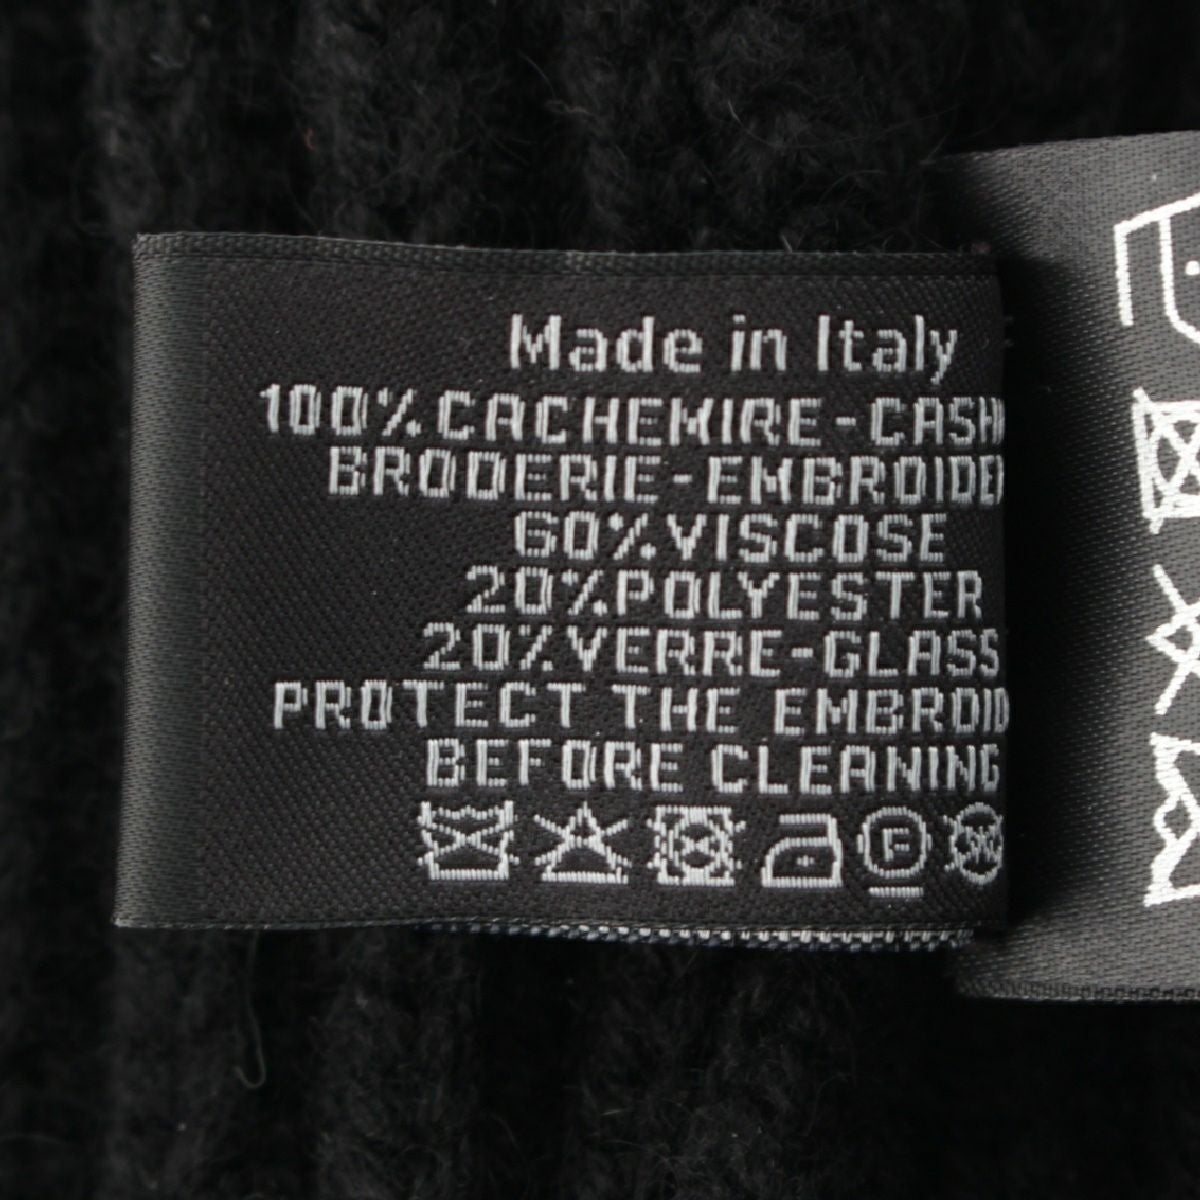 Made in Italy
100% CACHEMIRE - CASH
BRODERIE - EMBROIDE
60% VISCOSE
20% POLYESTER
20% VERRE - GLASS
PROTECT THE EMBROID
BEFORE CLEANING
F
W